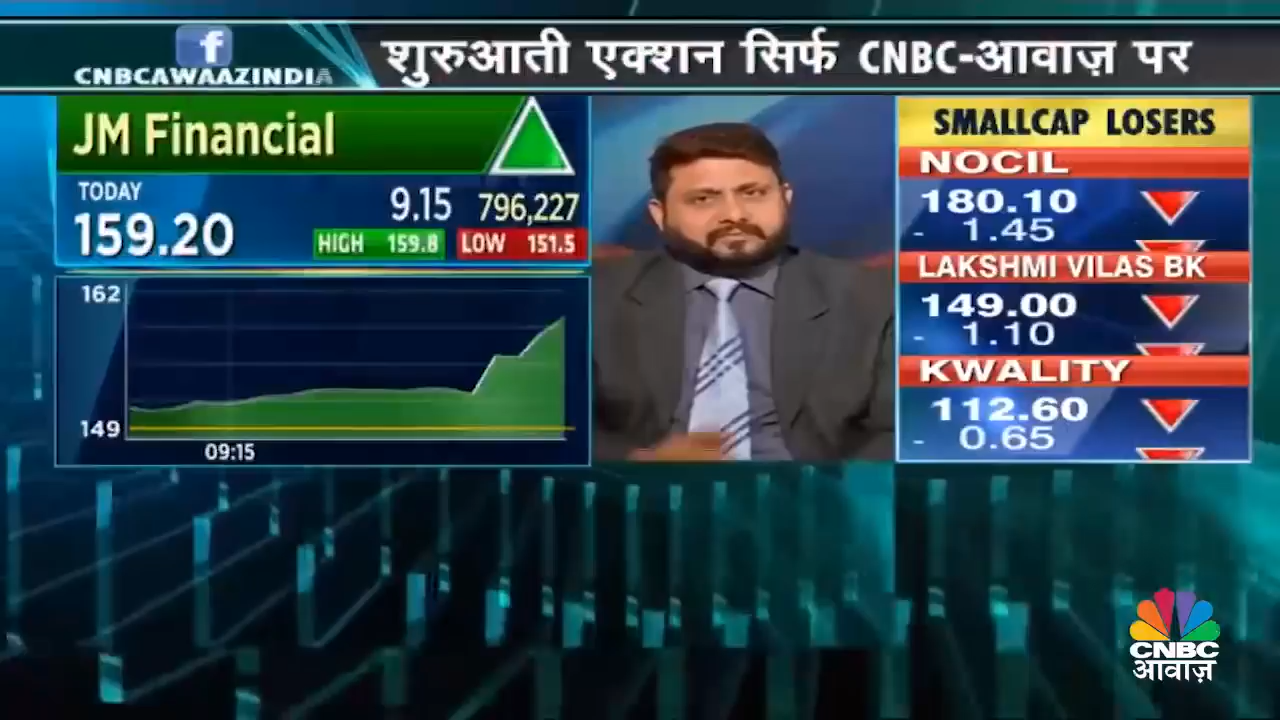 f
CNBCAWAAZINDIA
शुरुआती एक्शन सिर्फ CNBC-आवाज़ पर
JM Financial
TODAY
159.20
9.15 796,227
HIGH 159.8 LOW 151.5
162
149
09:15
SMALLCAP LOSERS
NOCIL
180.10
- 1.45
LAKSHMI VILAS BK
149.00
- 1.10
KWALITY
112.60
- 0.65
CNBC
आवाज़